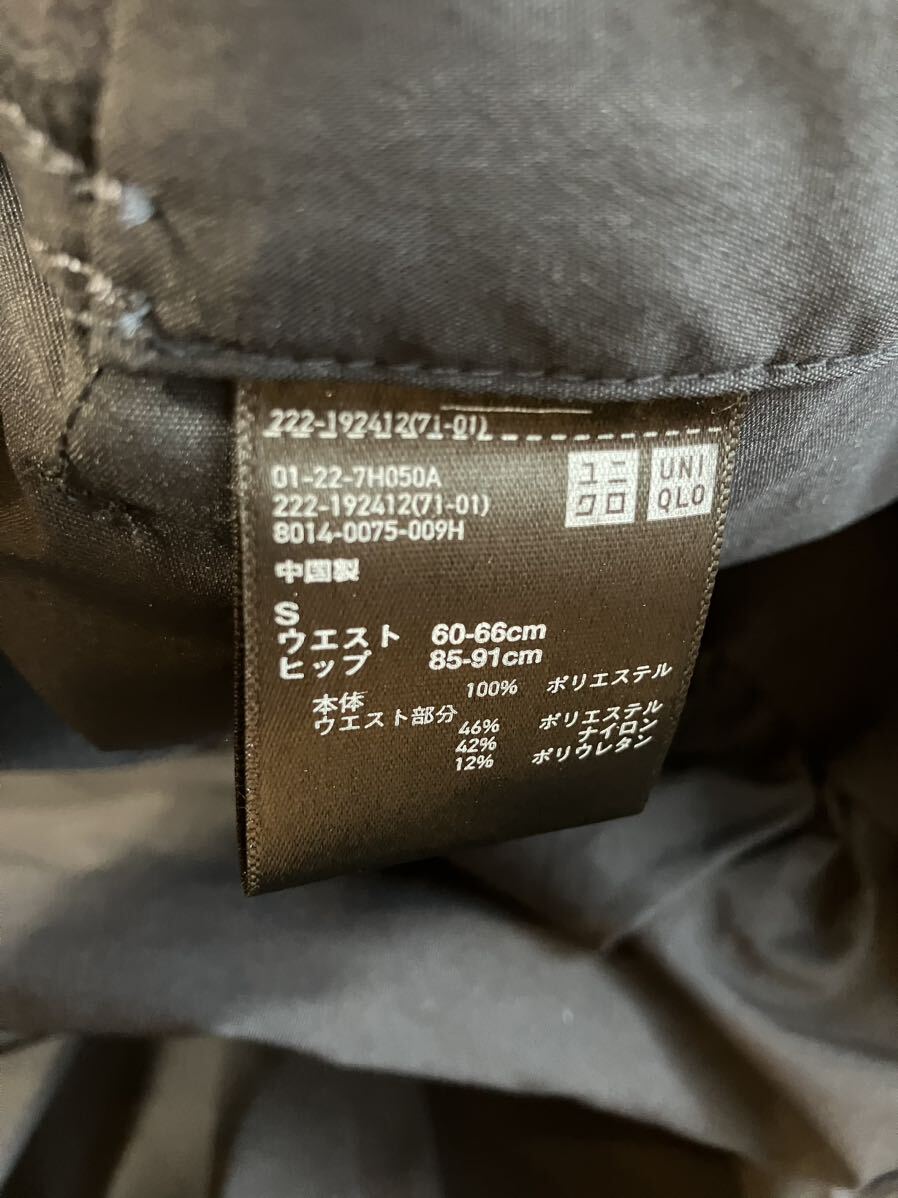 222-192412(71-01)
01-22-7H050A
222-192412(71-01)
8014-0075-009H
ユニ
クロ
UNI
QLO
中国製
S
ウエスト 60-66cm
ヒップ 85-91cm
本体 100% ポリエステル
ウエスト部分 46% ポリエステル
42% ナイロン
12% ポリウレタン